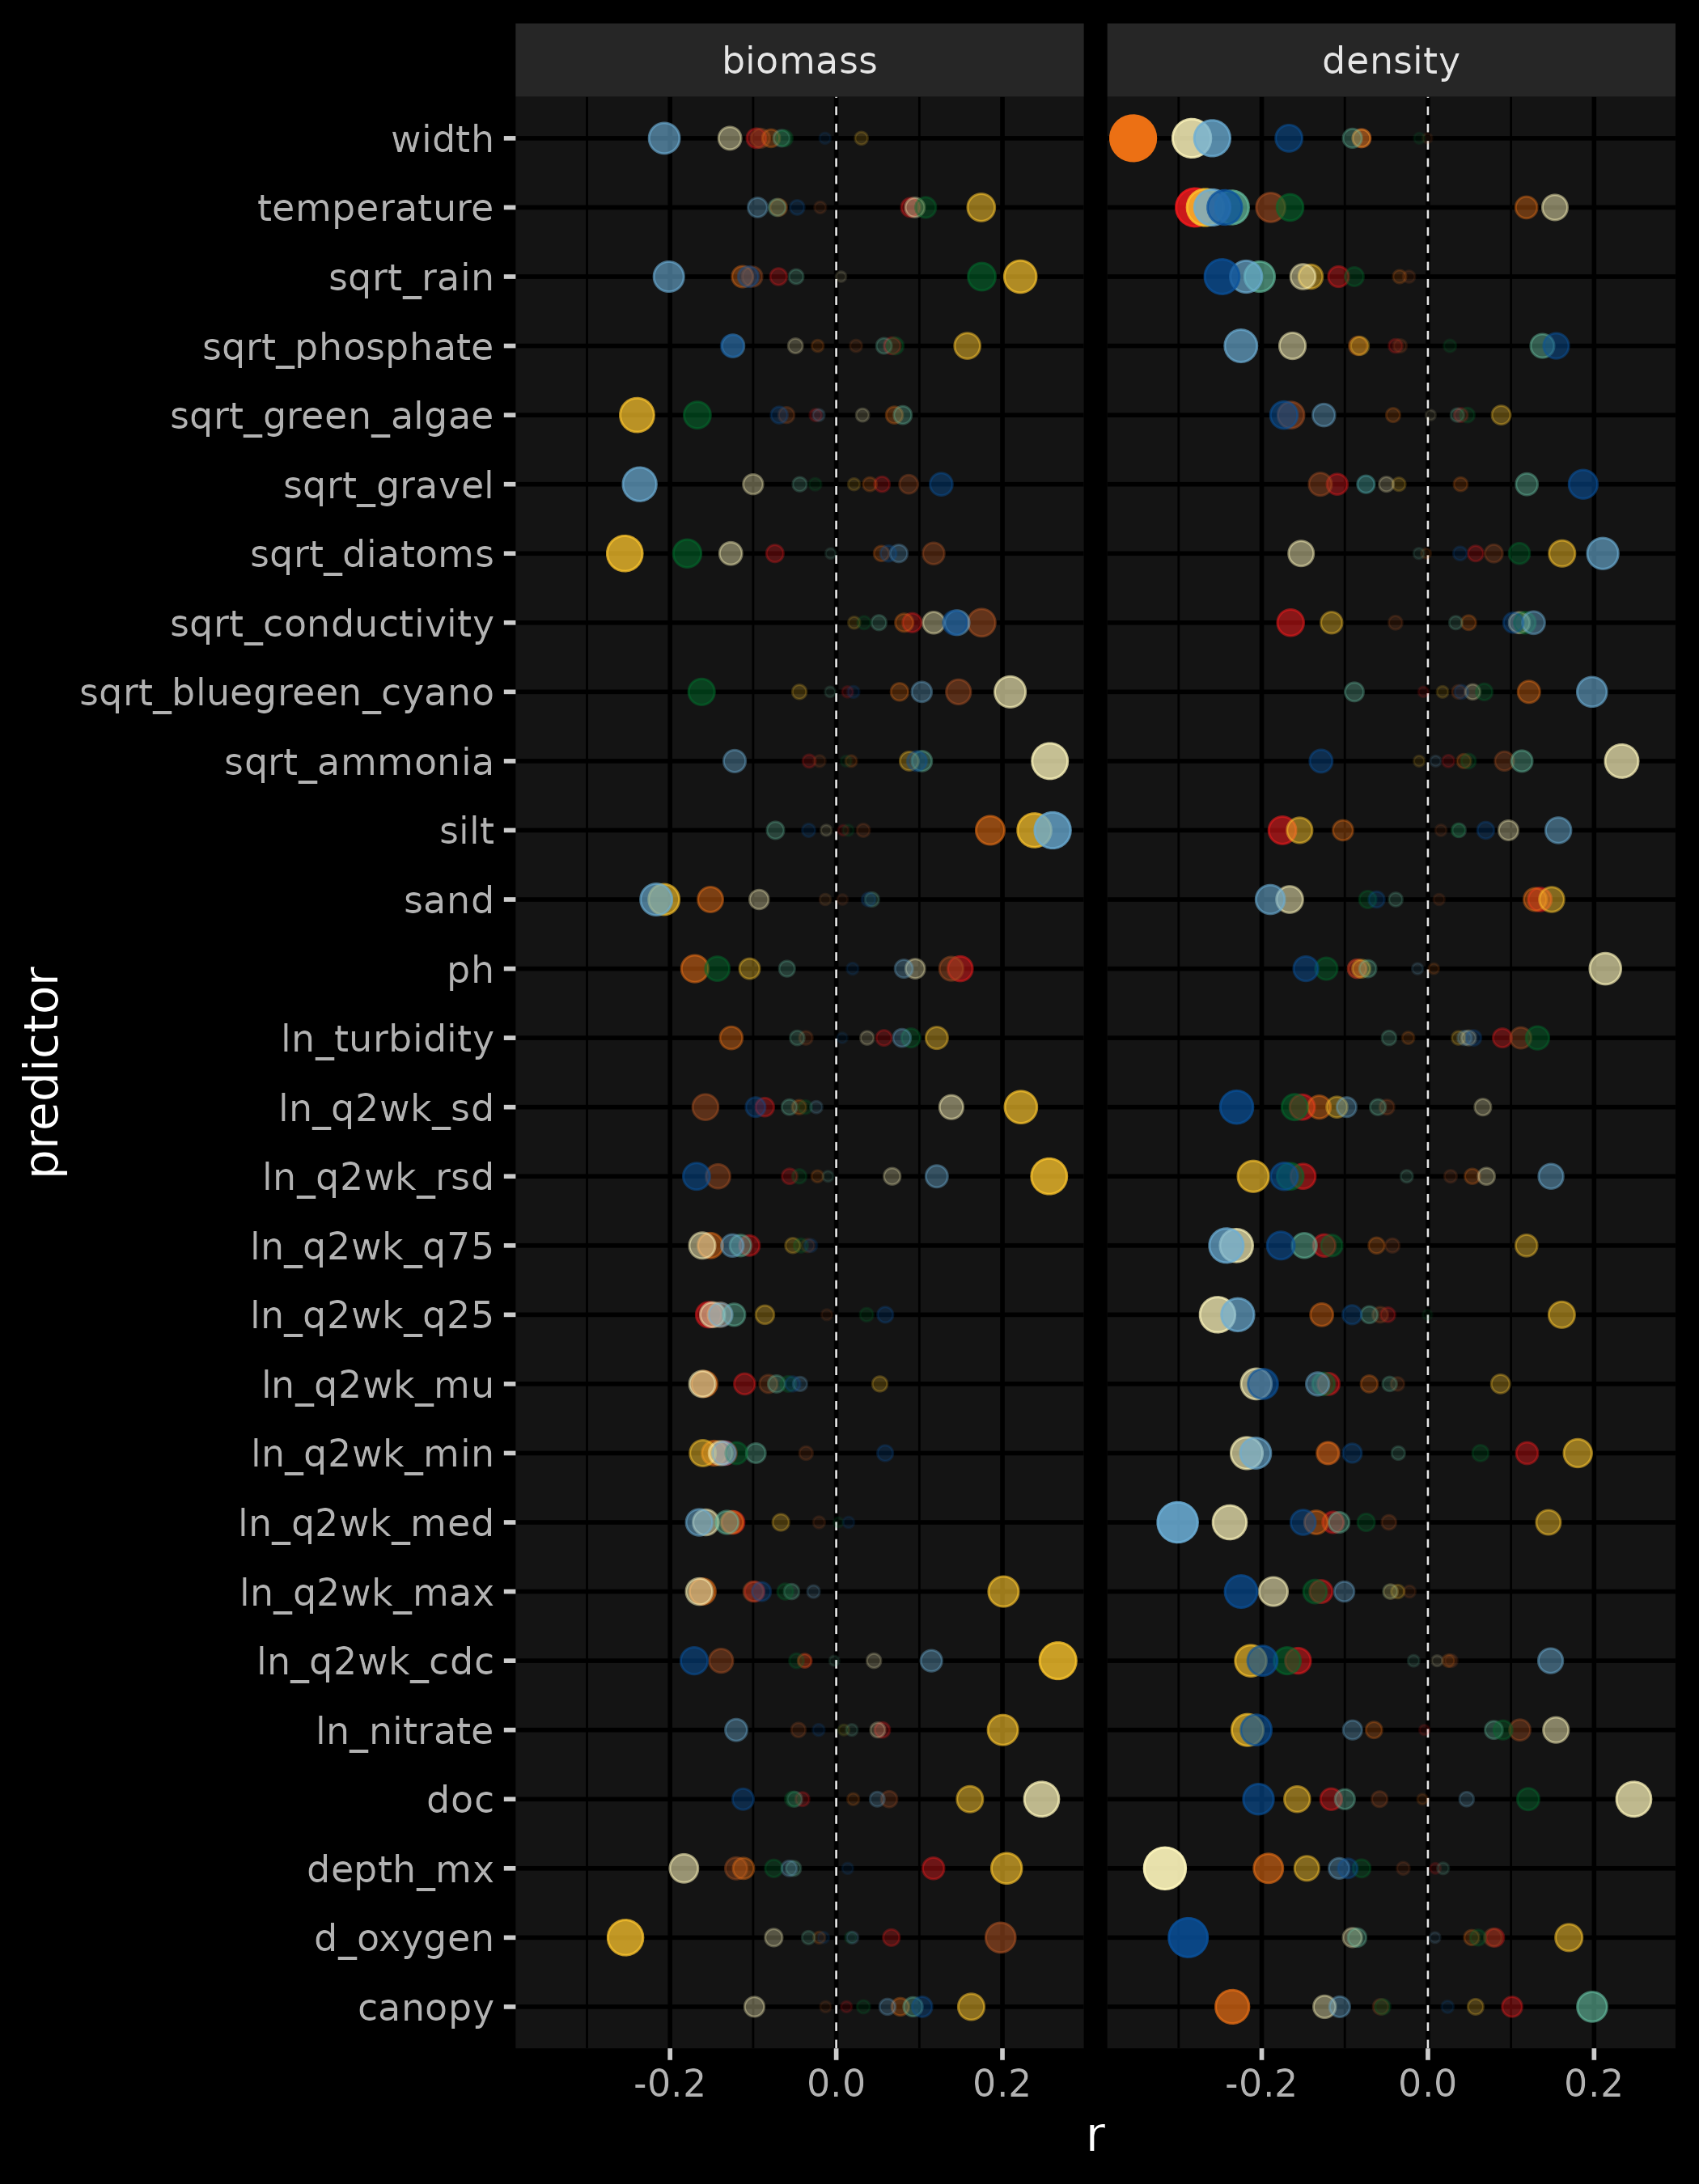 biomass
density
width
temperature
sqrt_rain
sqrt_phosphate
sqrt_green_algae
sqrt_gravel
sqrt_diatoms
sqrt_conductivity
sqrt_bluegreen_cyano
sqrt_ammonia
silt
sand
ph
ln_turbidity
ln_q2wk_sd
ln_q2wk_rsd
ln_q2wk_q75
ln_q2wk_q25
ln_q2wk_mu
ln_q2wk_min
ln_q2wk_med
ln_q2wk_max
ln_q2wk_cdc
ln_nitrate
doc
depth_mx
d_oxygen
canopy
predictor
-0.2 0.0 0.2
-0.2 0.0 0.2
r